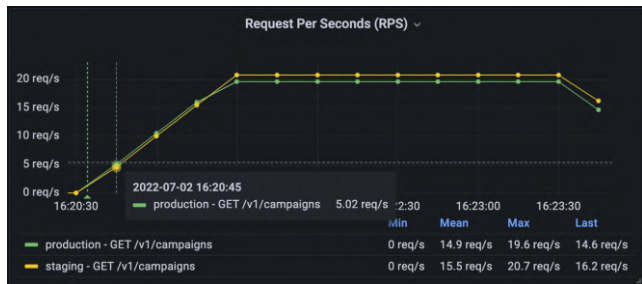 Request Per Seconds (RPS)
20 req/s
15 req/s
10 req/s
5 req/s
0 req/s
2022-07-02 16:20:45
production - GET /v1/campaigns 5.02 req/s
16:20:30 2:30 16:23:00 16:23:30
Min Mean Max Last
production - GET /v1/campaigns 0 req/s 14.9 req/s 19.6 req/s 14.6 req/s
staging - GET /v1/campaigns 0 req/s 15.5 req/s 20.7 req/s 16.2 req/s